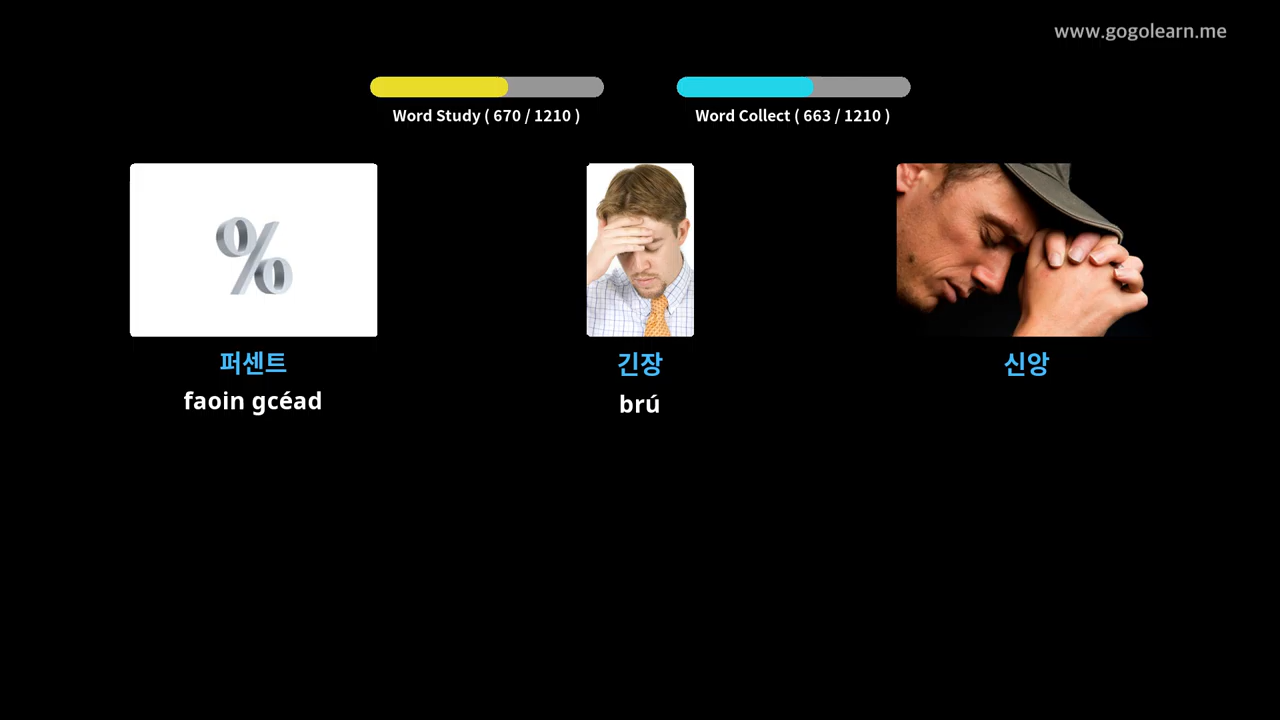 www.gogolearn.me
Word Study ( 670 / 1210 )
Word Collect ( 663 / 1210 )
%
퍼센트
긴장
신앙
faoin gcéad
brú